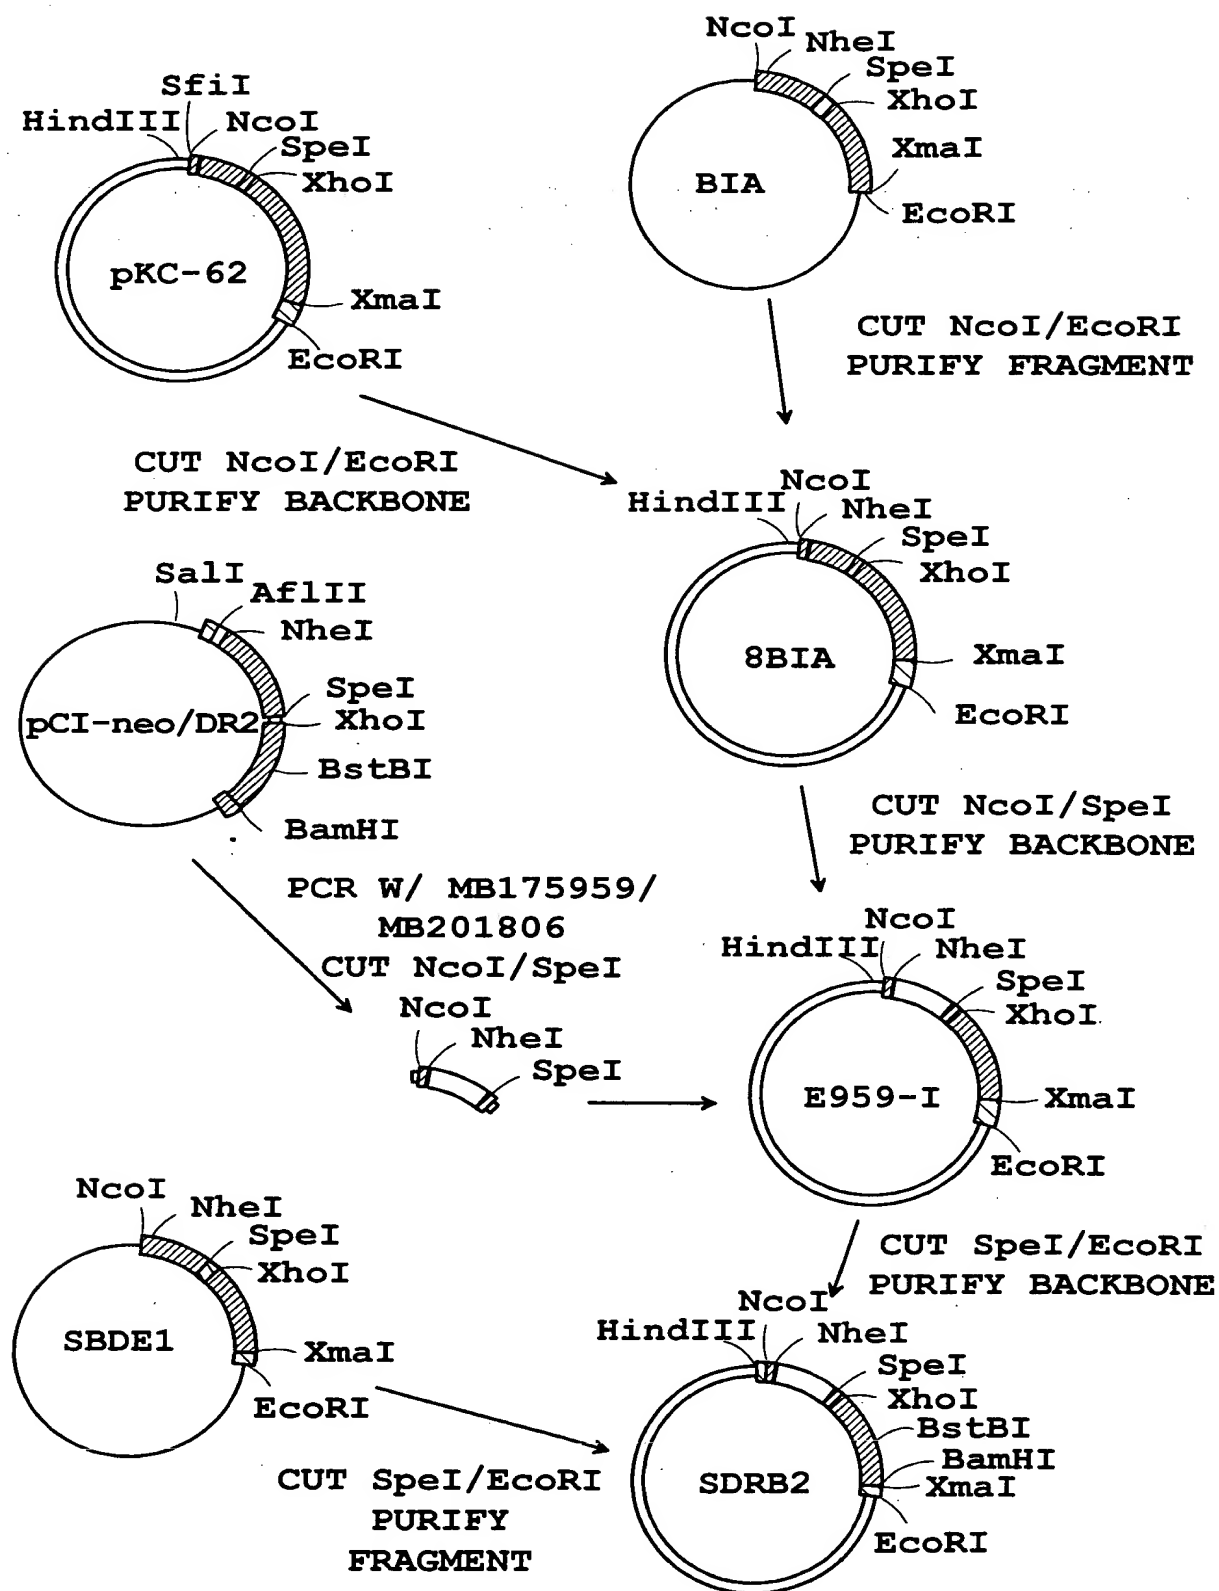 SfiI
HindIII NcoI
SpeI
XhoI
pKC-62
XmaI
EcoRI
NcoI
NheI
SpeI
XhoI
XmaI
BIA
EcoRI
CUT NcoI/EcoRI
PURIFY FRAGMENT
CUT NcoI/EcoRI
PURIFY BACKBONE
NcoI
HindIII NheI
SpeI
XhoI
8BIA
XmaI
EcoRI
SalI
AflII
NheI
SpeI
pCI-neo/DR2 XhoI
BstBI
BamHI
CUT NcoI/SpeI
PURIFY BACKBONE
PCR W/ MB175959/
MB201806
CUT NcoI/SpeI
NcoI
NheI
SpeI
NcoI
HindIII NheI
SpeI
XhoI
E959-I
XmaI
EcoRI
NcoI
NheI
SpeI
XhoI
SBDE1
XmaI
EcoRI
CUT SpeI/EcoRI
PURIFY BACKBONE
NcoI
HindIII NheI
SpeI
XhoI
BstBI
BamHI
SDRB2 XmaI
EcoRI
CUT SpeI/EcoRI
PURIFY
FRAGMENT